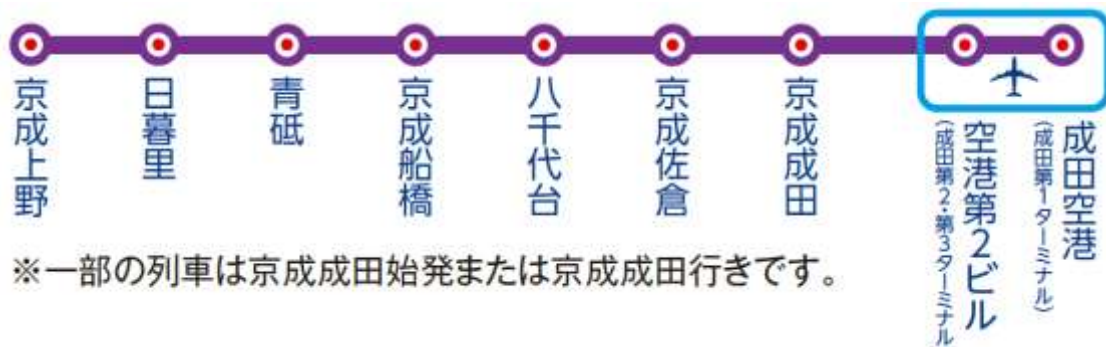 京成上野
日暮里
青砥
京成船橋
八千代台
京成佐倉
京成成田
空港第2ビル
(成田第2・第3ターミナル)
成田空港
(成田第1ターミナル)
※一部の列車は京成成田始発または京成成田行きです。